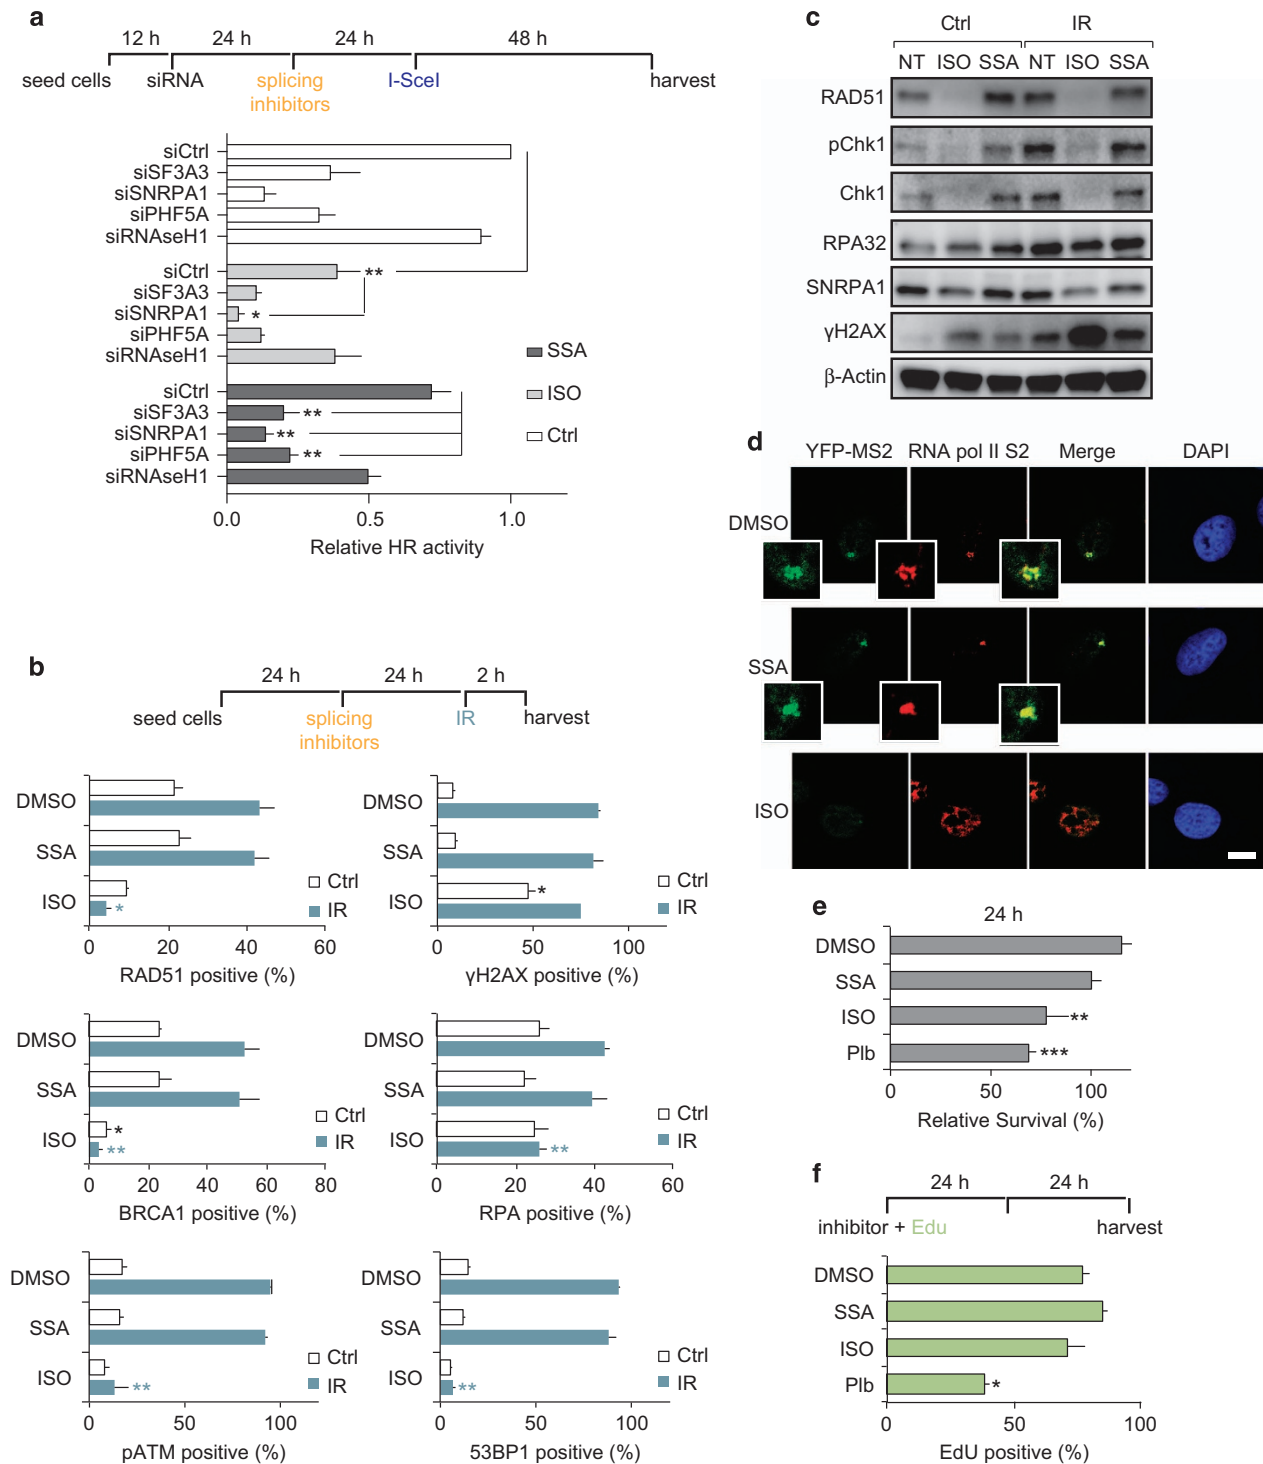 a
12 h 24 h 24 h 48 h
seed cells siRNA splicing inhibitors I-SceI harvest
siCtrl
siSF3A3
siSNRPA1
siPHF5A
siRNAseH1
siCtrl **
siSF3A3
siSNRPA1 *
siPHF5A
siRNAseH1
siCtrl
siSF3A3 **
siSNRPA1 **
siPHF5A **
siRNAseH1
SSA
ISO
Ctrl
0.0 0.5 1.0
Relative HR activity
b
24 h 24 h 2 h
seed cells splicing inhibitors IR harvest
DMSO
SSA
ISO *
Ctrl
IR
0 20 40 60
RAD51 positive (%)
DMSO
SSA
ISO *
Ctrl
IR
0 50 100
γH2AX positive (%)
DMSO
SSA
ISO *
**
Ctrl
IR
0 20 40 60 80
BRCA1 positive (%)
DMSO
SSA
ISO **
Ctrl
IR
0 20 40 60
RPA positive (%)
DMSO
SSA
ISO **
Ctrl
IR
0 50 100
pATM positive (%)
DMSO
SSA
ISO **
Ctrl
IR
0 50 100
53BP1 positive (%)
c
Ctrl IR
NT ISO SSA NT ISO SSA
RAD51
pChk1
Chk1
RPA32
SNRPA1
γH2AX
β-Actin
d
YFP-MS2 RNA pol II S2 Merge DAPI
DMSO
SSA
ISO
e
24 h
DMSO
SSA
ISO **
Plb ***
0 50 100
Relative Survival (%)
f
24 h 24 h
inhibitor + Edu harvest
DMSO
SSA
ISO
Plb *
0 50 100
EdU positive (%)